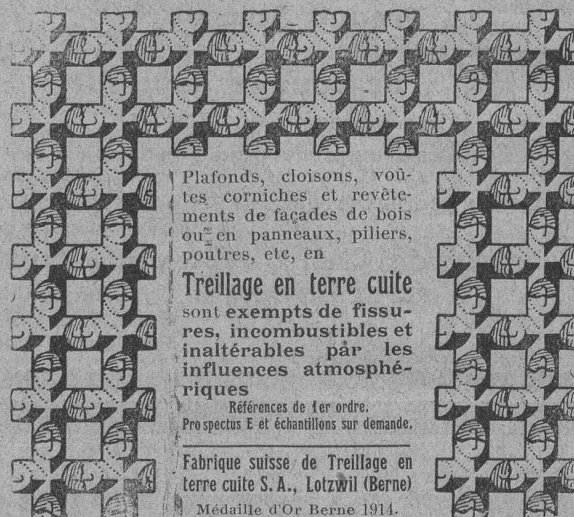 Plafonds, cloisons, voû-
tes, corniches et revête-
ments de façades de bois
ou en panneaux, piliers,
poutres, etc, en
Treillage en terre cuite
sont exempts de fissu-
res, incombustibles et
inaltérables par les
influences atmosphé-
riques
Références de 1er ordre.
Prospectus E et échantillons sur demande.
Fabrique suisse de Treillage en
terre cuite S. A., Lotzwil (Berne)
Médaille d'Or Berne 1914.